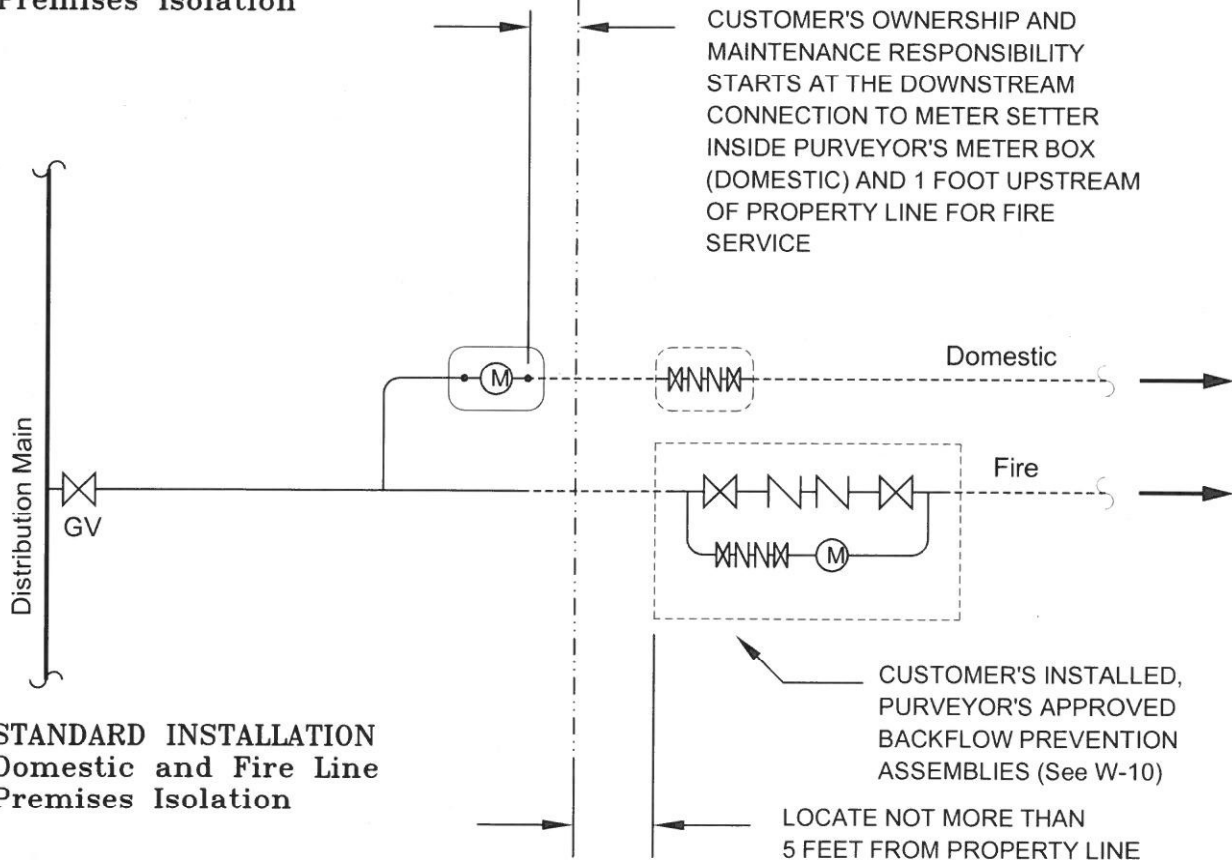 Premises Isolation
CUSTOMER'S OWNERSHIP AND
MAINTENANCE RESPONSIBILITY
STARTS AT THE DOWNSTREAM
CONNECTION TO METER SETTER
INSIDE PURVEYOR'S METER BOX
(DOMESTIC) AND 1 FOOT UPSTREAM
OF PROPERTY LINE FOR FIRE
SERVICE
M
Domestic
Distribution Main
GV
Fire
M
CUSTOMER'S INSTALLED,
PURVEYOR'S APPROVED
BACKFLOW PREVENTION
ASSEMBLIES (See W-10)
STANDARD INSTALLATION
Domestic and Fire Line
Premises Isolation
LOCATE NOT MORE THAN
5 FEET FROM PROPERTY LINE